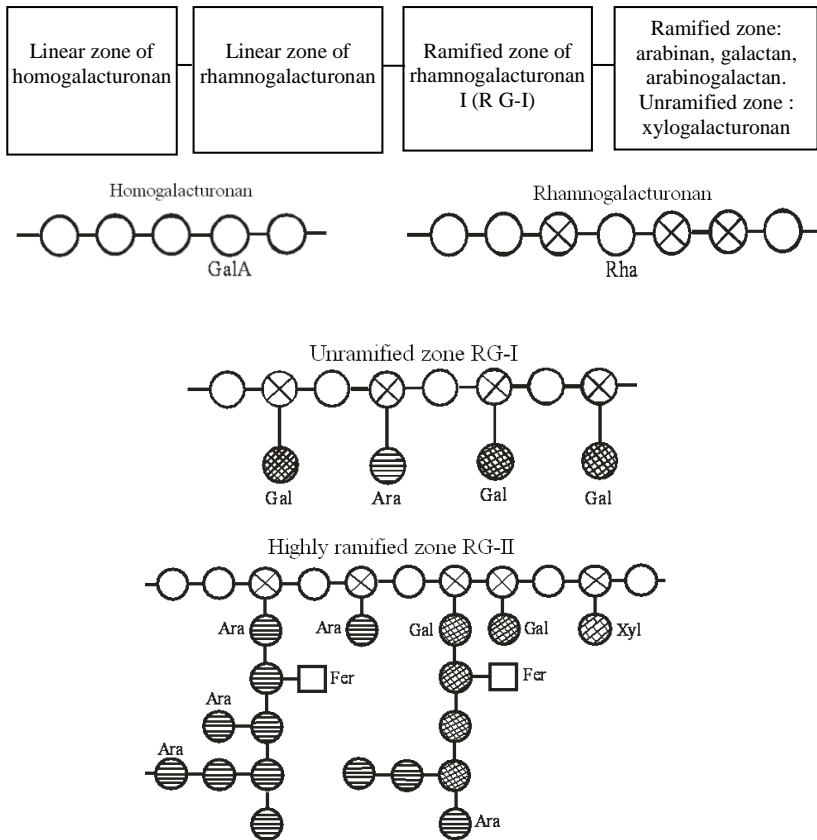 Linear zone of
homogalacturonan
Linear zone of
rhamnogalacturonan
Ramified zone of
rhamnogalacturonan
I (R G-I)
Ramified zone:
arabinan, galactan,
arabinogalactan.
Unramified zone :
xylogalacturonan
Homogalacturonan
GalA
Rhamnogalacturonan
Rha
Unramified zone RG-I
Gal
Ara
Gal
Gal
Highly ramified zone RG-II
Ara
Ara
Gal
Gal
Xyl
Fer
Fer
Ara
Ara
Ara